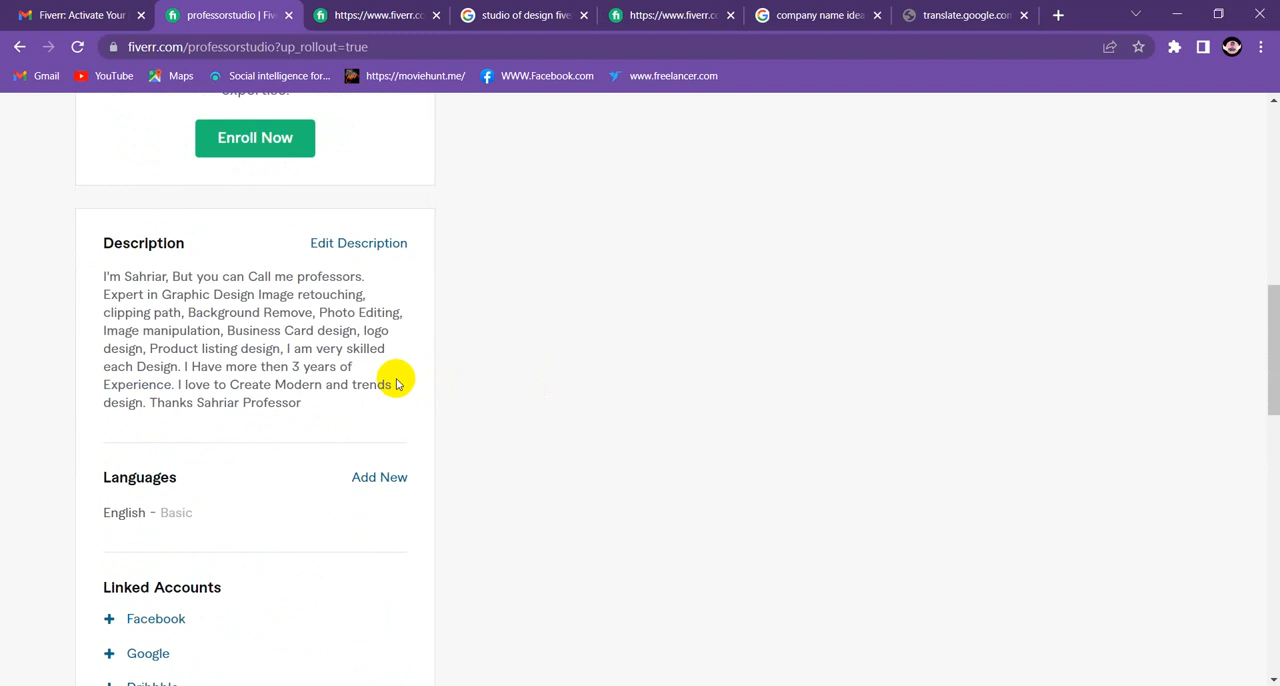 Fiverr: Activate Your
professorstudio | Fiv
https://www.fiverr.co
studio of design five
https://www.fiverr.co
company name idea
translate.google.com
fiverr.com/professorstudio?up_rollout=true
Gmail
YouTube
Maps
Social intelligence for...
https://moviehunt.me/
WWW.Facebook.com
www.freelancer.com
expertise.
Enroll Now
Description
Edit Description
I'm Sahriar, But you can Call me professors.
Expert in Graphic Design Image retouching,
clipping path, Background Remove, Photo Editing,
Image manipulation, Business Card design, logo
design, Product listing design, I am very skilled
each Design. I Have more then 3 years of
Experience. I love to Create Modern and trends
design. Thanks Sahriar Professor
Languages
Add New
English - Basic
Linked Accounts
+ Facebook
+ Google
Dribbble